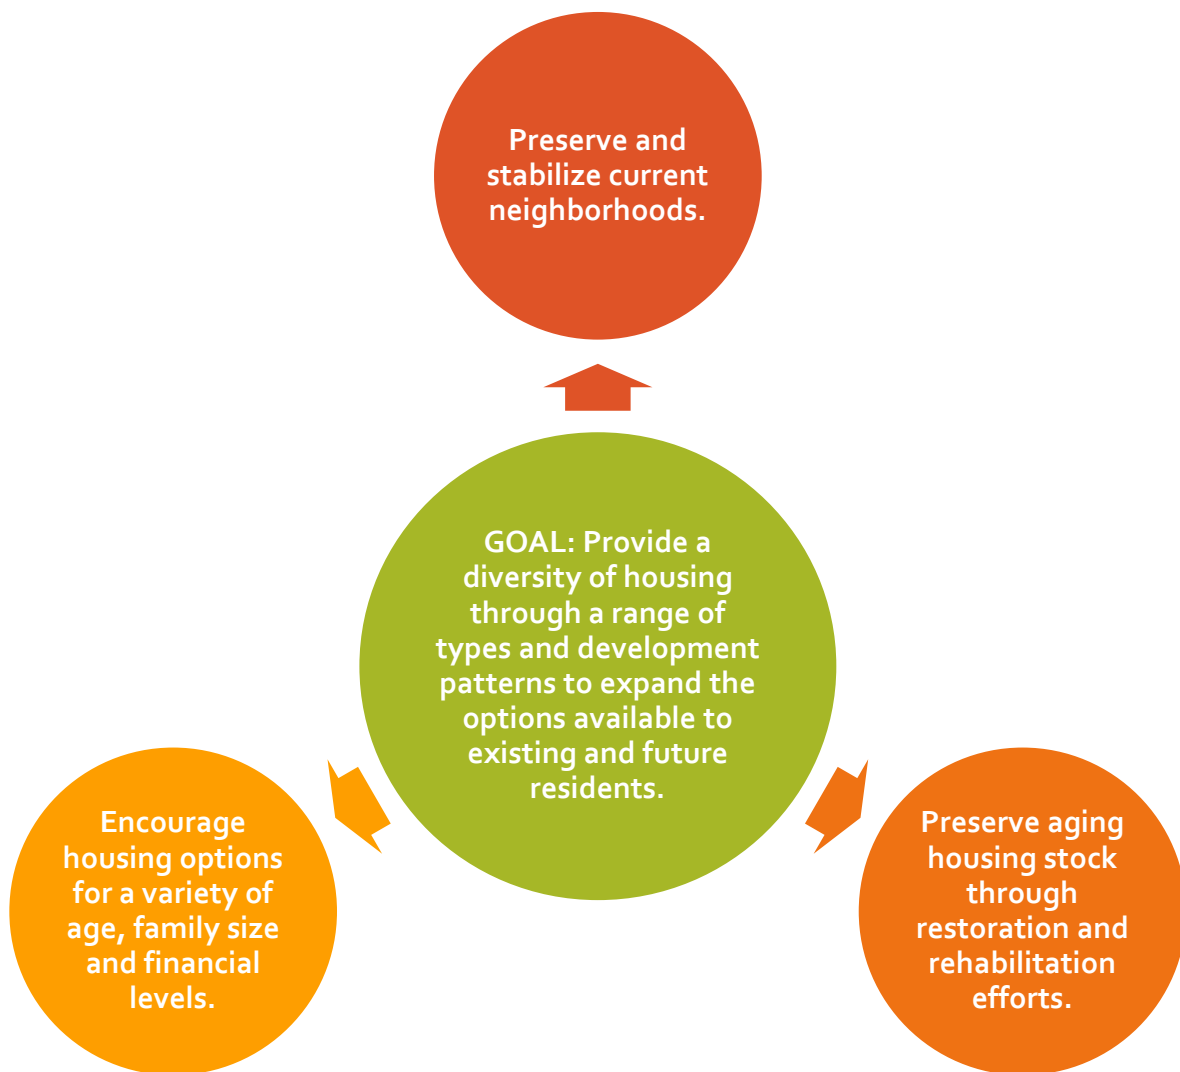 Preserve and
stabilize current
neighborhoods.
GOAL: Provide a
diversity of housing
through a range of
types and development
patterns to expand the
options available to
existing and future
residents.
Encourage
housing options
for a variety of
age, family size
and financial
levels.
Preserve aging
housing stock
through
restoration and
rehabilitation
efforts.